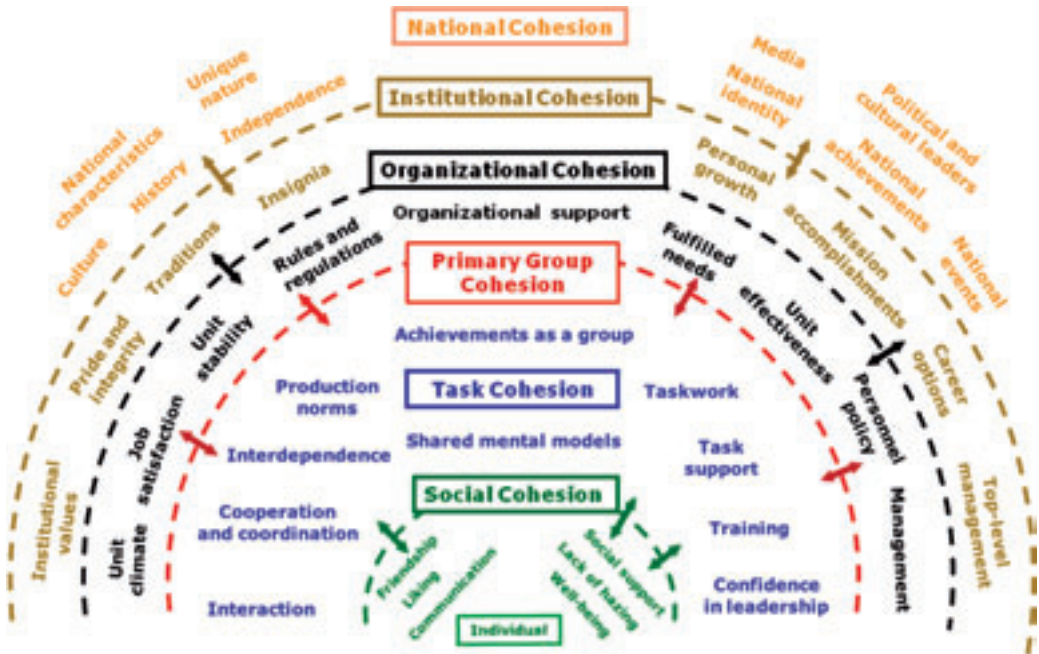 National Cohesion
Media
Unique
nature
National
identity
Political and
cultural leaders
Institutional Cohesion
Independence
National
characteristics
National
achievements
History
Insignia
Personal
growth
Organizational Cohesion
Organizational support
Culture
Traditions
Rules and
regulations
Fulfilled
needs
Mission
accomplishments
National
events
Primary Group
Cohesion
Pride and
integrity
Unit
stability
Unit
effectiveness
Career
options
Achievements as a group
Production
norms
Task Cohesion
Taskwork
Personnel
policy
Job
satisfaction
Interdependence
Shared mental models
Task
support
Institutional
values
Social Cohesion
Top-level
management
Management
Cooperation
and coordination
Training
Unit
climate
Friendship
Liking
Communication
Social support
Lack of hazing
Well-being
Interaction
Individual
Confidence
in leadership